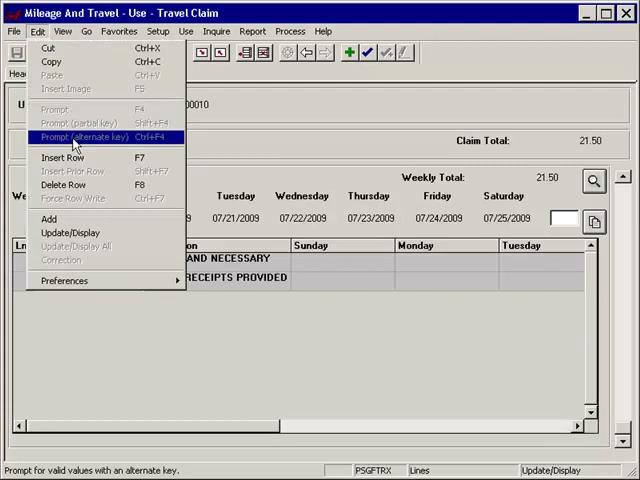 Mileage And Travel - Use - Travel Claim
File Edit View Go Favorites Setup Use Inquire Report Process Help
Cut Ctrl+X
Copy Ctrl+C
Paste Ctrl+V
Insert Image F5
Prompt F4
Prompt (partial key) Shift+F4
Prompt (alternate key) Ctrl+F4
Insert Row F7
Insert Prior Row Shift+F7
Delete Row F8
Force Row Write Ctrl+F7
Add
Update/Display
Update/Display All
Correction
Preferences
00010
Claim Total: 21.50
Weekly Total: 21.50
Tuesday Wednesday Thursday Friday Saturday
07/21/2009 07/22/2009 07/23/2009 07/24/2009 07/25/2009
Sunday Monday Tuesday
AND NECESSARY
RECEIPTS PROVIDED
Prompt for valid values with an alternate key. PSGFTRX Lines Update/Display